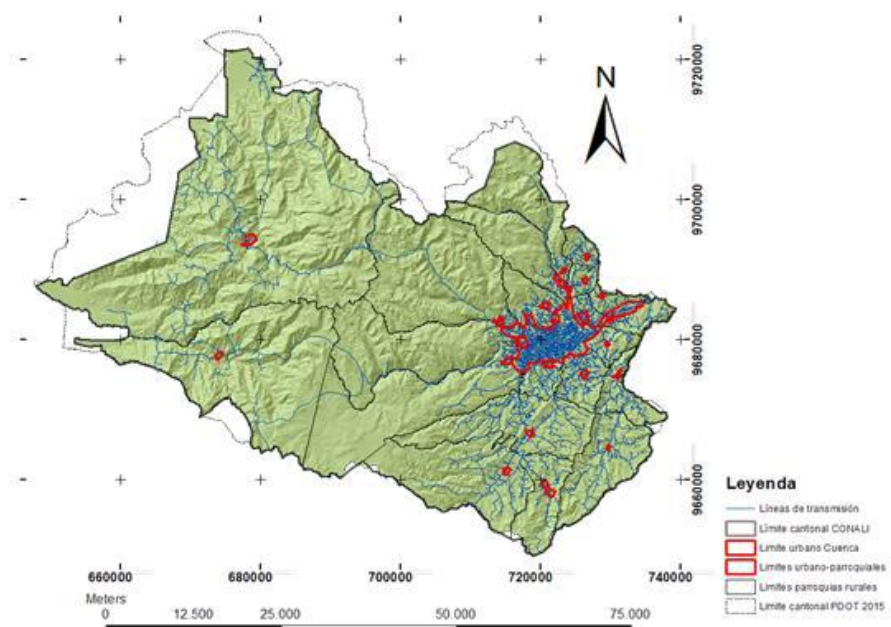 N
9720000
9700000
9680000
9660000
660000
680000
700000
720000
740000
Meters
0
12.500
25.000
50.000
75.000
Leyenda
Líneas de transmisión
Límite cantonal CONALI
Límite urbano Cuenca
Límites urbano-parroquiales
Límites parroquias rurales
Límite cantonal PDOT 2015